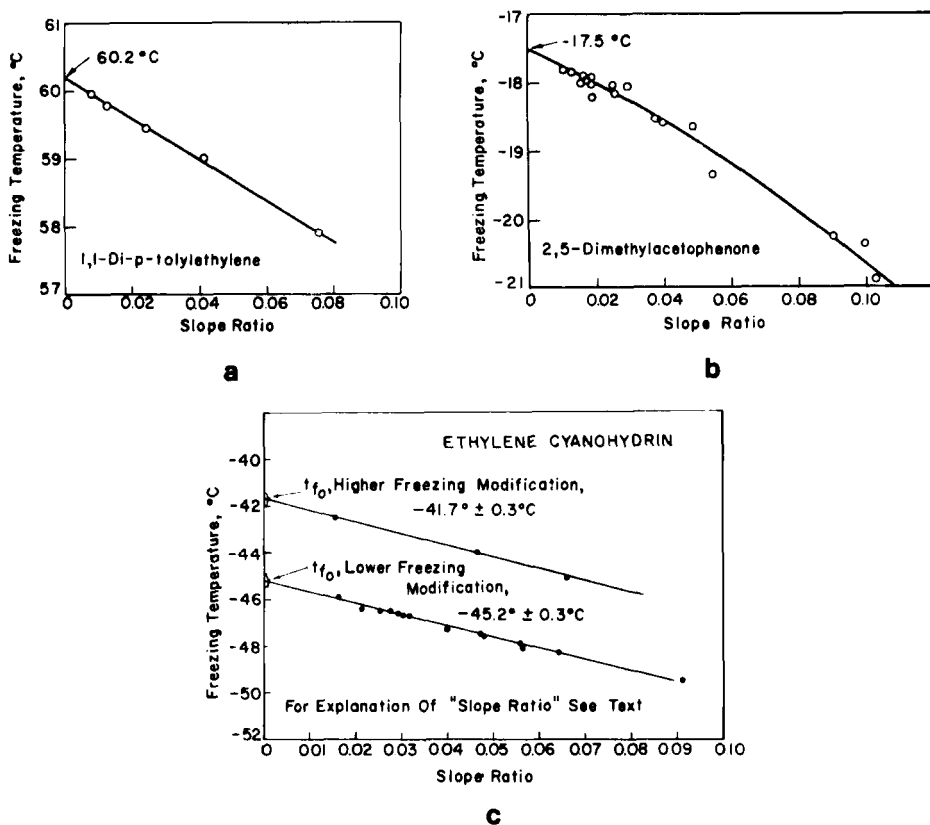 61
60
59
58
57
Freezing Temperature, °C
60.2 °C
1,1-Di-p-tolylethylene
0 0.02 0.04 0.06 0.08 0.10
Slope Ratio
a
-17
-18
-19
-20
-21
Freezing Temperature, °C
-17.5 °C
2,5-Dimethylacetophenone
0 0.02 0.04 0.06 0.08 0.10
Slope Ratio
b
ETHYLENE CYANOHYDRIN
-40
-42
-44
-46
-48
-50
-52
Freezing Temperature, °C
tf0, Higher Freezing Modification,
-41.7° ± 0.3°C
tf0, Lower Freezing
Modification,
-45.2° ± 0.3°C
For Explanation Of "Slope Ratio" See Text
0 0.01 0.02 0.03 0.04 0.05 0.06 0.07 0.08 0.09 0.10
Slope Ratio
c